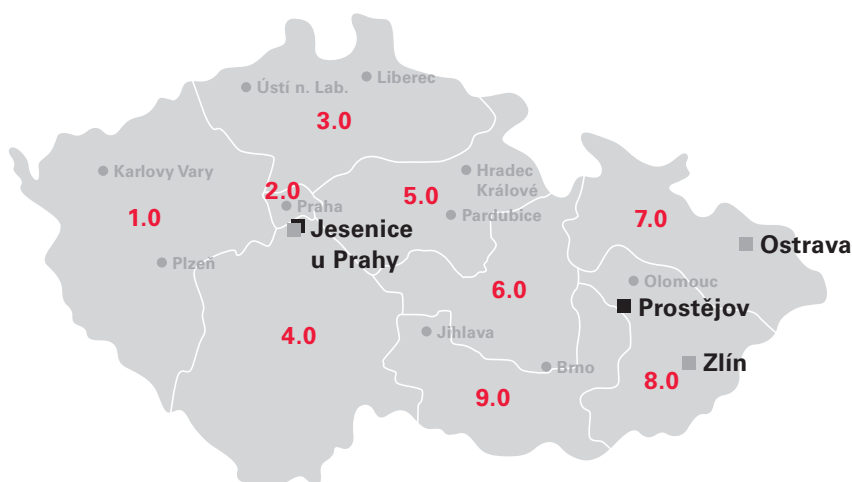 Liberec
Ústí n. Lab.
3.0
Karlovy Vary
Hradec
Králové
2.0
5.0
Praha
Pardubice
1.0
7.0
Jesenice
u Prahy
Ostrava
Plzeň
Olomouc
6.0
Prostějov
4.0
Jihlava
Zlín
Brno
8.0
9.0